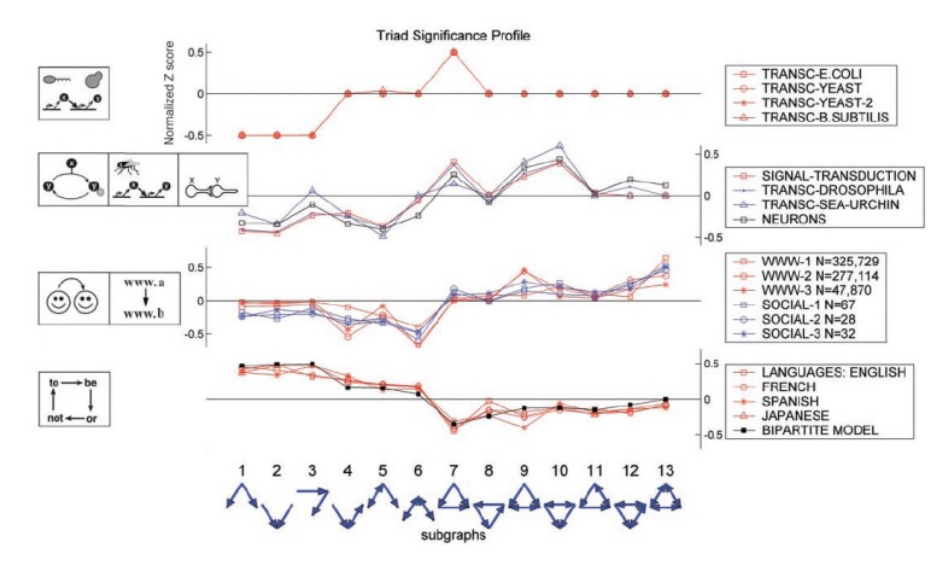 Triad Significance Profile
Normalized Z score
0.5
0
-0.5
x
y
TRANSC-E.COLI
TRANSC-YEAST
TRANSC-YEAST-2
TRANSC-B.SUBTILIS
X
Y
Y
X
Y
X Y
0.5
0
-0.5
SIGNAL-TRANSDUCTION
TRANSC-DROSOPHILA
TRANSC-SEA-URCHIN
NEURONS
www.a
www.b
0.5
0
-0.5
WWW-1 N=325,729
WWW-2 N=277,114
WWW-3 N=47,870
SOCIAL-1 N=67
SOCIAL-2 N=28
SOCIAL-3 N=32
to be
not or
0.5
0
-0.5
LANGUAGES: ENGLISH
FRENCH
SPANISH
JAPANESE
BIPARTITE MODEL
1 2 3 4 5 6 7 8 9 10 11 12 13
subgraphs